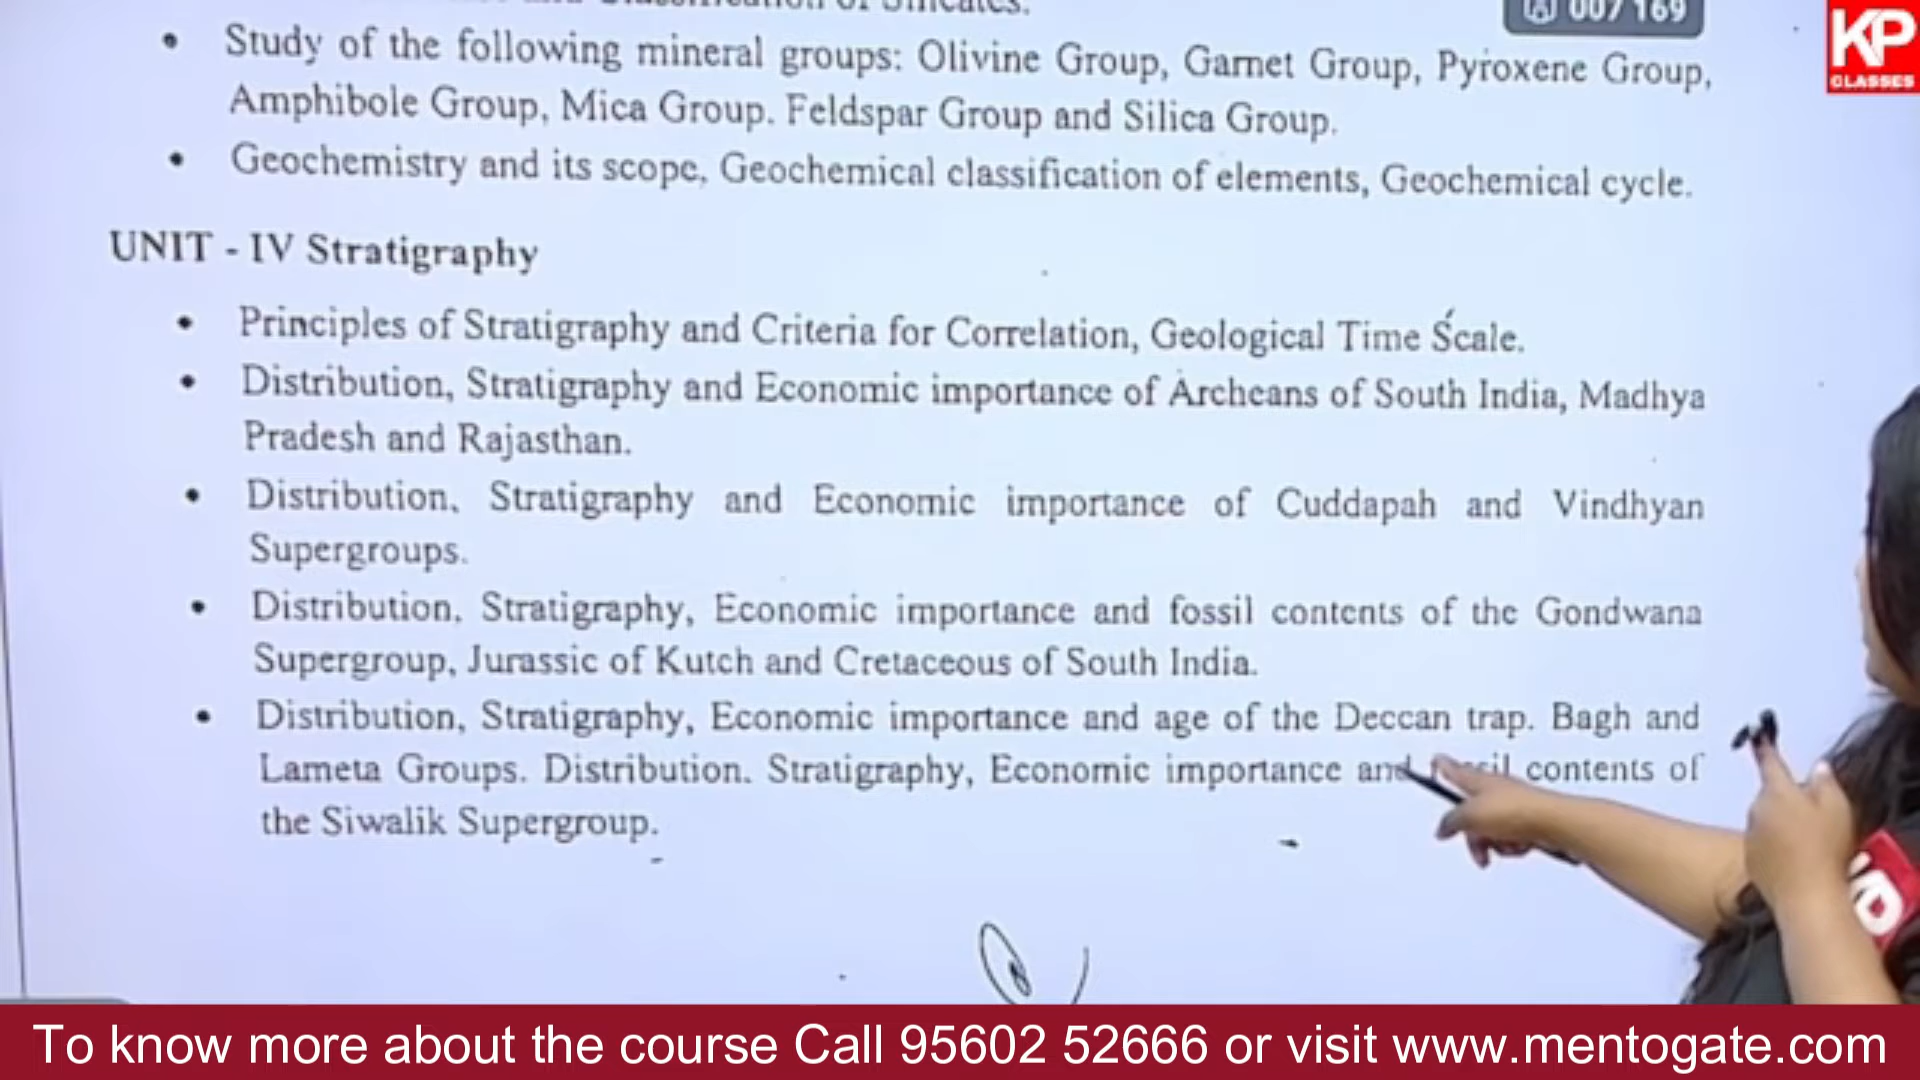 Silicates.
007 169
KP
CLASSES
• Study of the following mineral groups: Olivine Group, Garnet Group, Pyroxene Group,
Amphibole Group, Mica Group. Feldspar Group and Silica Group.
• Geochemistry and its scope, Geochemical classification of elements, Geochemical cycle.
UNIT - IV Stratigraphy
• Principles of Stratigraphy and Criteria for Correlation, Geological Time Scale.
• Distribution, Stratigraphy and Economic importance of Archeans of South India, Madhya
Pradesh and Rajasthan.
• Distribution, Stratigraphy and Economic importance of Cuddapah and Vindhyan
Supergroups.
• Distribution, Stratigraphy, Economic importance and fossil contents of the Gondwana
Supergroup, Jurassic of Kutch and Cretaceous of South India.
• Distribution, Stratigraphy, Economic importance and age of the Deccan trap. Bagh and
Lameta Groups. Distribution. Stratigraphy, Economic importance and contents of
the Siwalik Supergroup.
To know more about the course Call 95602 52666 or visit www.mentogate.com